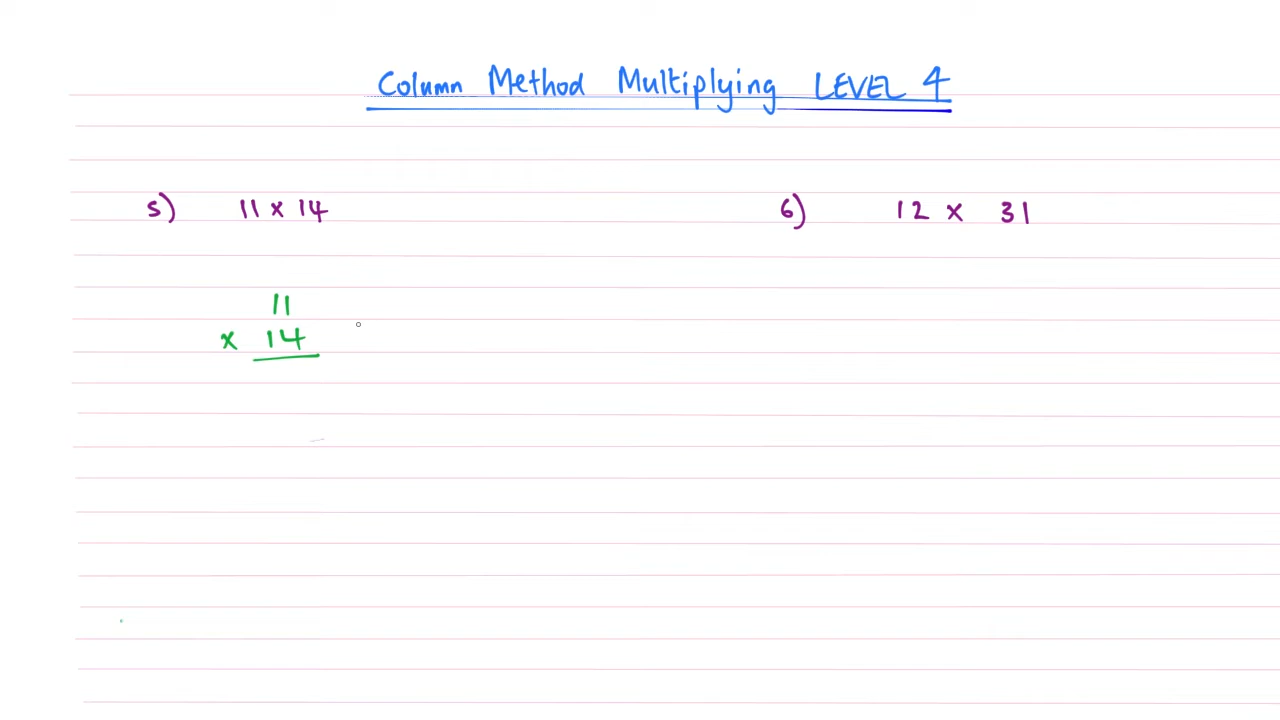 Column Method Multiplying LEVEL 4
5) 11 x 14
6) 12 x 31
11
x 14